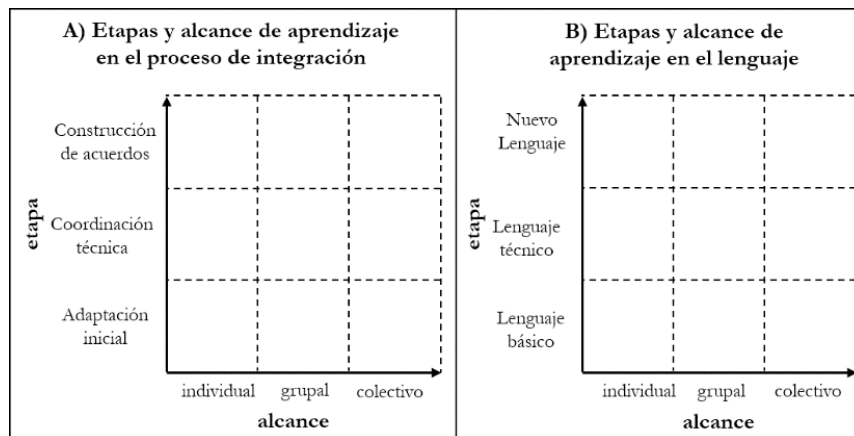 A) Etapas y alcance de aprendizaje
en el proceso de integración
Construcción
de acuerdos
Coordinación
técnica
Adaptación
inicial
etapa
individual grupal colectivo
alcance
B) Etapas y alcance de
aprendizaje en el lenguaje
Nuevo
Lenguaje
Lenguaje
técnico
Lenguaje
básico
etapa
individual grupal colectivo
alcance